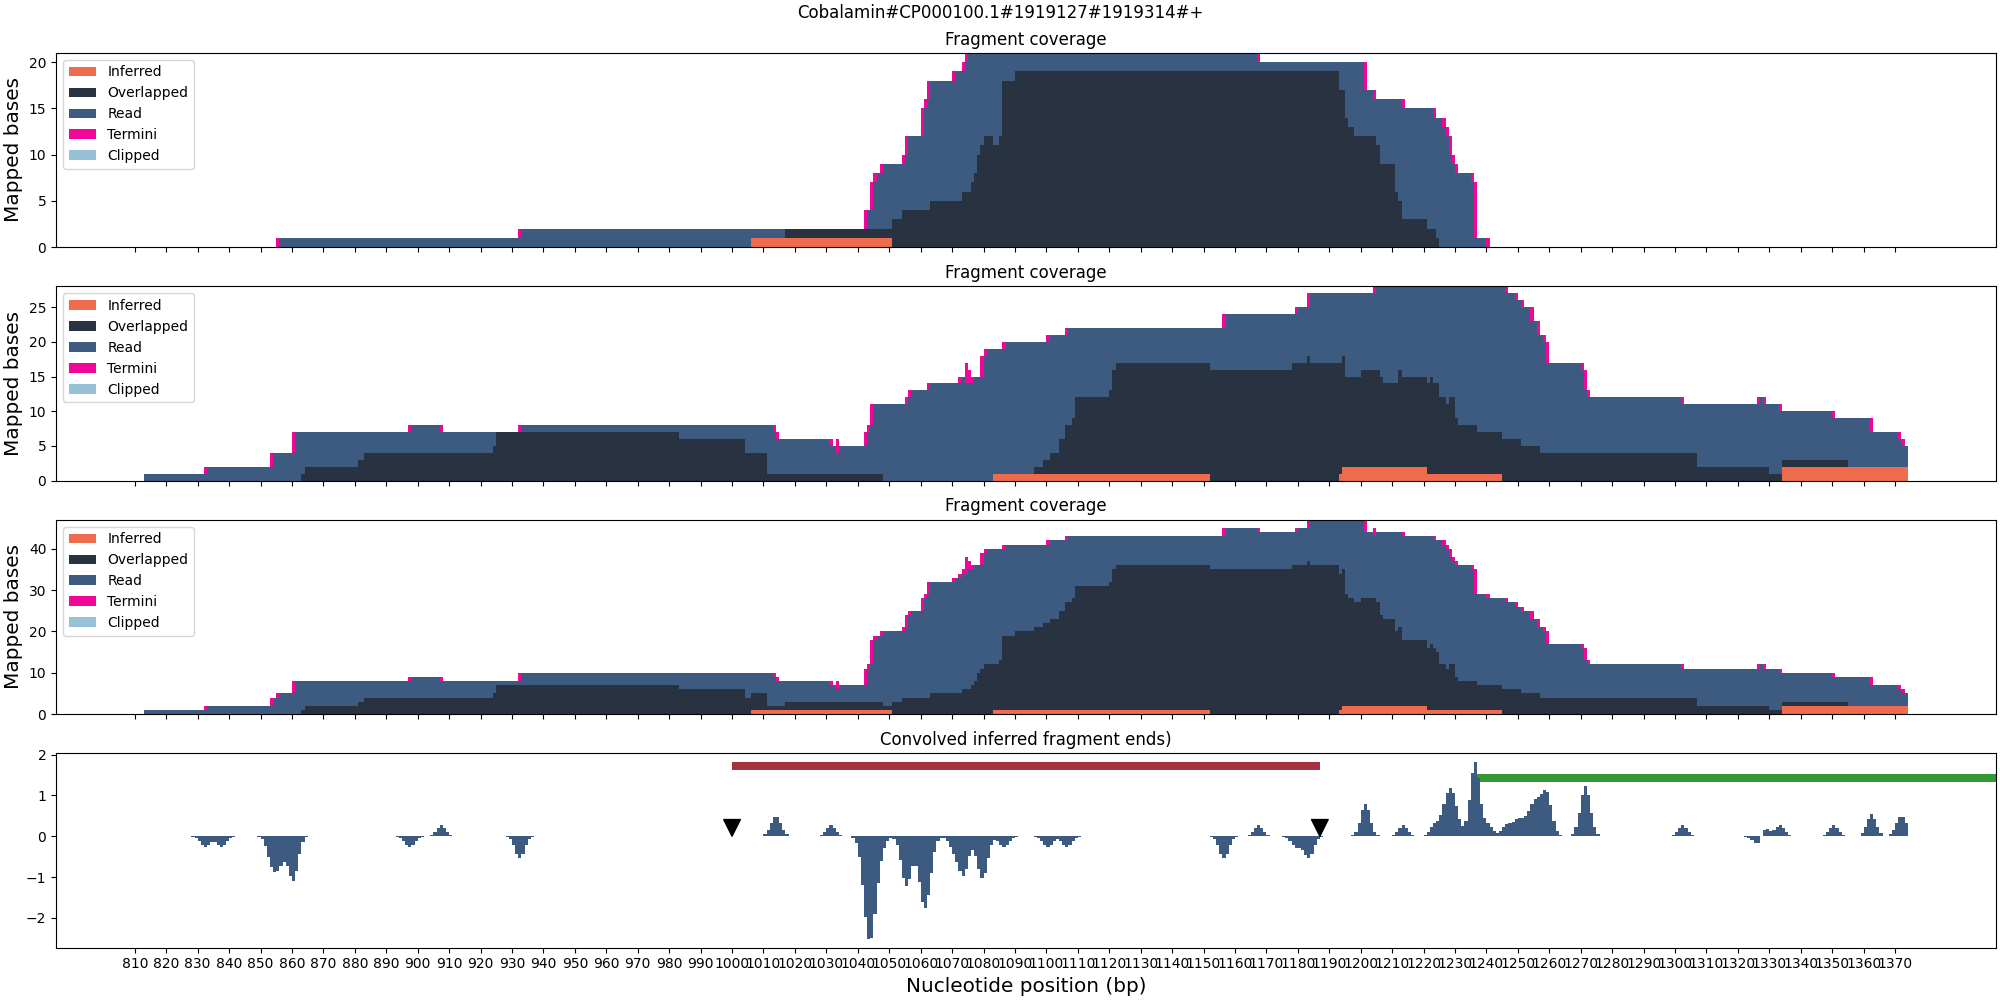 Cobalamin#CP000100.1#1919127#1919314#+
Fragment coverage
Mapped bases
20
15
10
5
0
Inferred
Overlapped
Read
Termini
Clipped
Fragment coverage
Mapped bases
25
20
15
10
5
0
Inferred
Overlapped
Read
Termini
Clipped
Fragment coverage
Mapped bases
40
30
20
10
0
Inferred
Overlapped
Read
Termini
Clipped
Convolved inferred fragment ends)
2
1
0
−1
−2
810 820 830 840 850 860 870 880 890 900 910 920 930 940 950 960 970 980 990 1000 1010 1020 1030 1040 1050 1060 1070 1080 1090 1100 1110 1120 1130 1140 1150 1160 1170 1180 1190 1200 1210 1220 1230 1240 1250 1260 1270 1280 1290 1300 1310 1320 1330 1340 1350 1360 1370
Nucleotide position (bp)